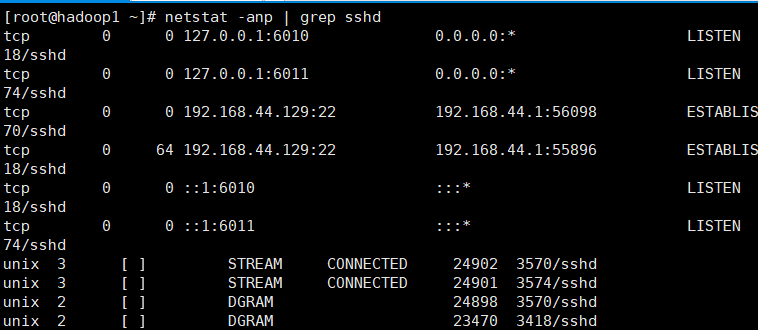 [root@hadoop1 ~]# netstat -anp | grep sshd
tcp 0 0 127.0.0.1:6010 0.0.0.0:* LISTEN
18/sshd
tcp 0 0 127.0.0.1:6011 0.0.0.0:* LISTEN
74/sshd
tcp 0 0 192.168.44.129:22 192.168.44.1:56098 ESTABLIS
70/sshd
tcp 0 64 192.168.44.129:22 192.168.44.1:55896 ESTABLIS
18/sshd
tcp 0 0 ::1:6010 :::* LISTEN
18/sshd
tcp 0 0 ::1:6011 :::* LISTEN
74/sshd
unix 3 [ ] STREAM CONNECTED 24902 3570/sshd
unix 3 [ ] STREAM CONNECTED 24901 3574/sshd
unix 2 [ ] DGRAM 24898 3570/sshd
unix 2 [ ] DGRAM 23470 3418/sshd